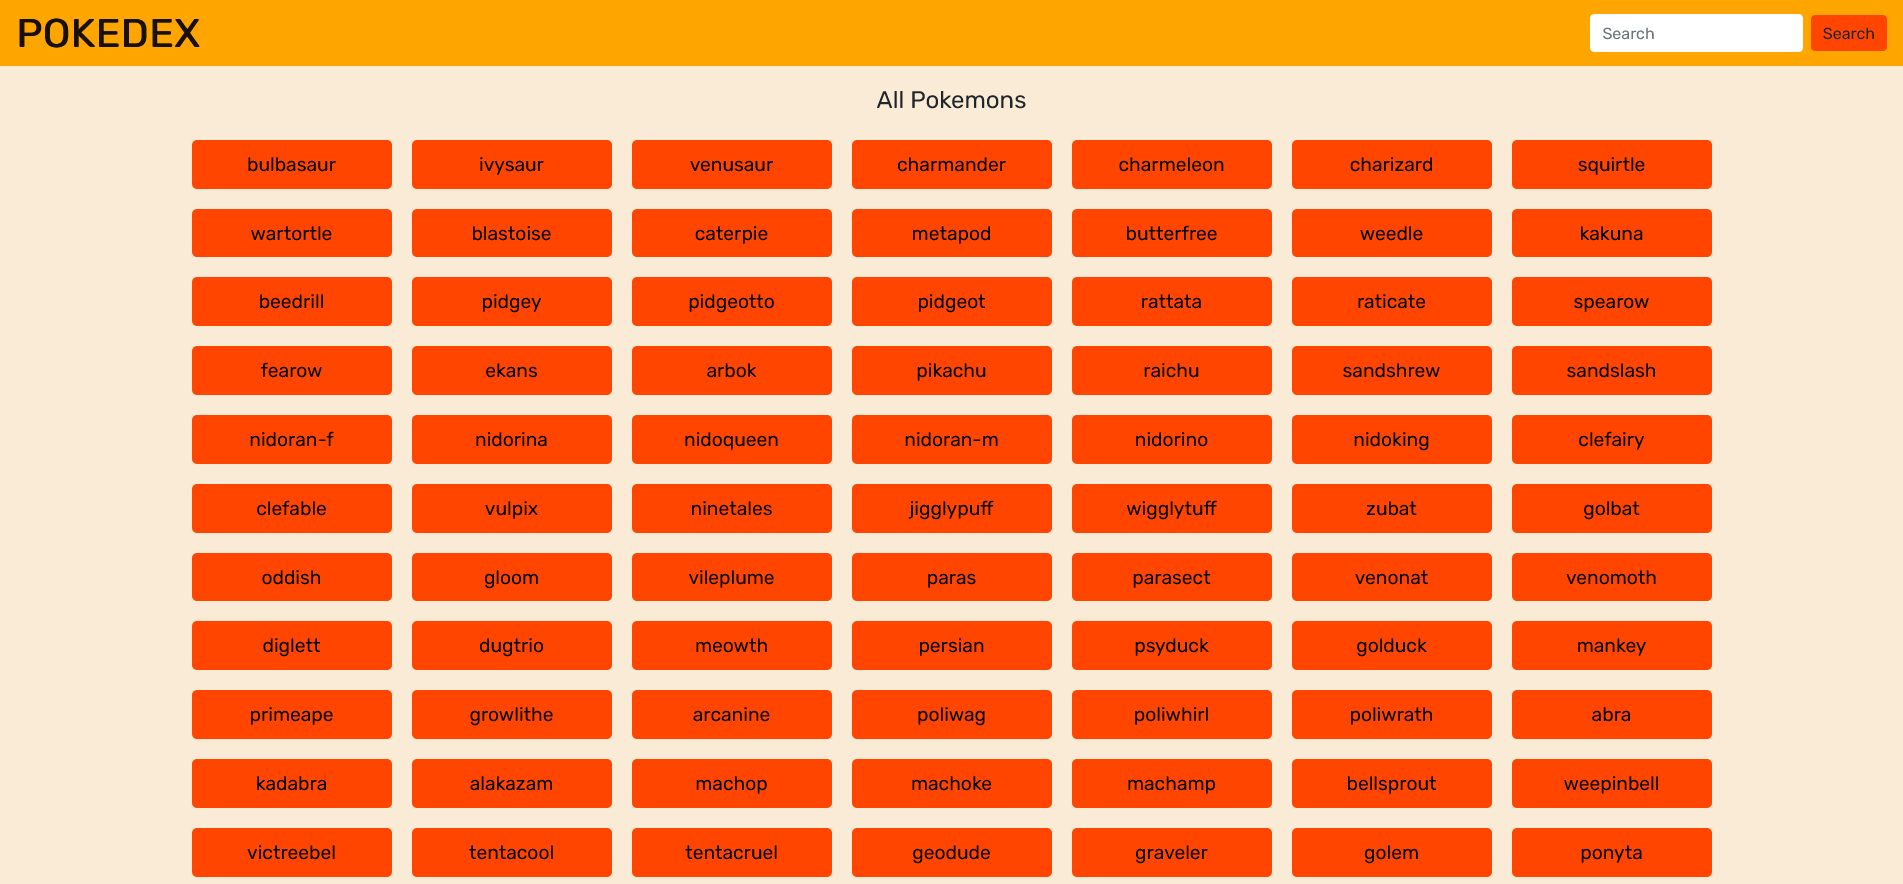 POKEDEX Search Search
All Pokemons
bulbasaur ivysaur venusaur charmander charmeleon charizard squirtle
wartortle blastoise caterpie metapod butterfree weedle kakuna
beedrill pidgey pidgeotto pidgeot rattata raticate spearow
fearow ekans arbok pikachu raichu sandshrew sandslash
nidoran-f nidorina nidoqueen nidoran-m nidorino nidoking clefairy
clefable vulpix ninetales jigglypuff wigglytuff zubat golbat
oddish gloom vileplume paras parasect venonat venomoth
diglett dugtrio meowth persian psyduck golduck mankey
primeape growlithe arcanine poliwag poliwhirl poliwrath abra
kadabra alakazam machop machoke machamp bellsprout weepinbell
victreebel tentacool tentacruel geodude graveler golem ponyta